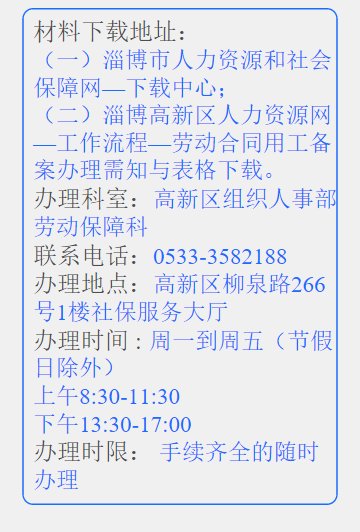 材料下载地址：
（一）淄博市人力资源和社会
保障网—下载中心；
（二）淄博高新区人力资源网
—工作流程—劳动合同用工备
案办理需知与表格下载。
办理科室：高新区组织人事部
劳动保障科
联系电话：0533-3582188
办理地点：高新区柳泉路266
号1楼社保服务大厅
办理时间：周一到周五（节假
日除外）
上午8:30-11:30
下午13:30-17:00
办理时限： 手续齐全的随时
办理